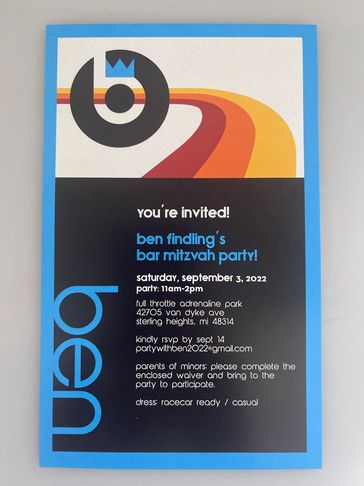 b
you're invited!
ben findling's
bar mitzvah party!
saturday, september 3, 2022
party: 11am-2pm
full throttle adrenaline park
42705 van dyke ave
sterling heights, mi 48314
kindly rsvp by sept 14
partywithben2022@gmail.com
parents of minors: please complete the
enclosed waiver and bring to the
party to participate.
dress: racecar ready / casual
ben